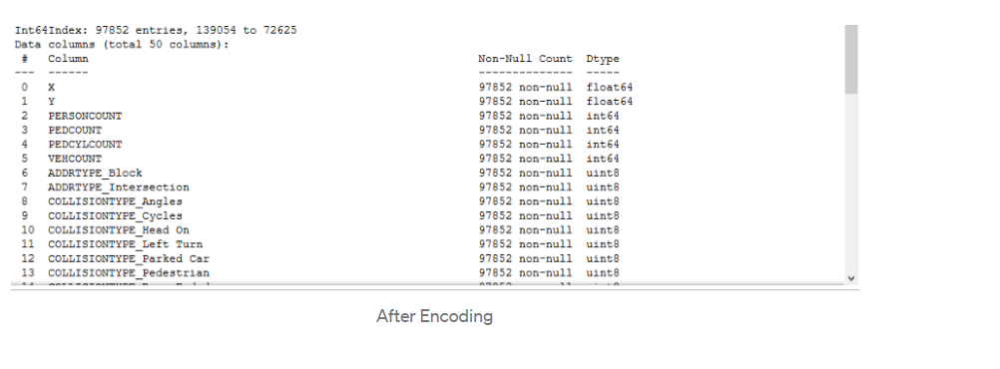 Int64Index: 97852 entries, 139054 to 72625
Data columns (total 50 columns):
# Column Non-Null Count Dtype
--- ------ -------------- -----
0 X 97852 non-null float64
1 Y 97852 non-null float64
2 PERSONCOUNT 97852 non-null int64
3 PEDCOUNT 97852 non-null int64
4 PEDCYLCOUNT 97852 non-null int64
5 VEHCOUNT 97852 non-null int64
6 ADDRTYPE_Block 97852 non-null uint8
7 ADDRTYPE_Intersection 97852 non-null uint8
8 COLLISIONTYPE_Angles 97852 non-null uint8
9 COLLISIONTYPE_Cycles 97852 non-null uint8
10 COLLISIONTYPE_Head On 97852 non-null uint8
11 COLLISIONTYPE_Left Turn 97852 non-null uint8
12 COLLISIONTYPE_Parked Car 97852 non-null uint8
13 COLLISIONTYPE_Pedestrian 97852 non-null uint8
After Encoding